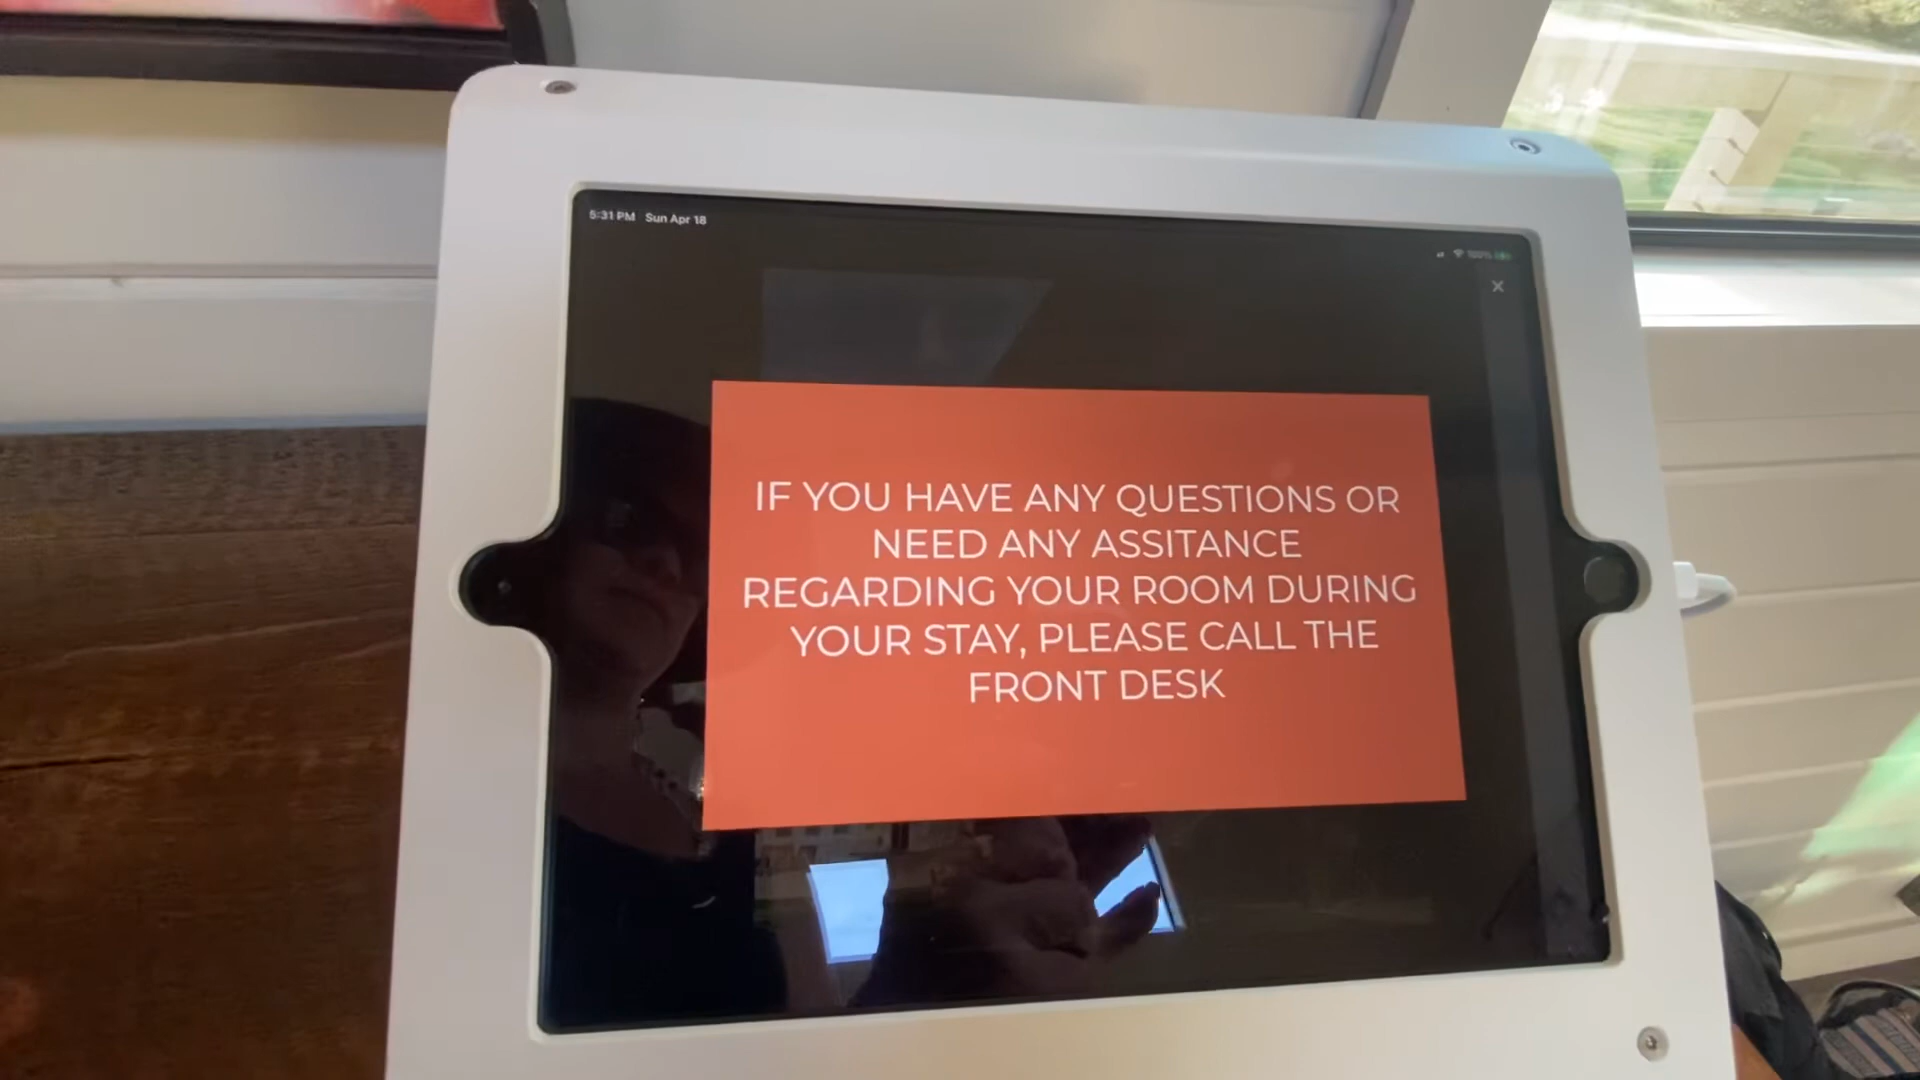 5:31 PM Sun Apr 18
100%
IF YOU HAVE ANY QUESTIONS OR
NEED ANY ASSITANCE
REGARDING YOUR ROOM DURING
YOUR STAY, PLEASE CALL THE
FRONT DESK